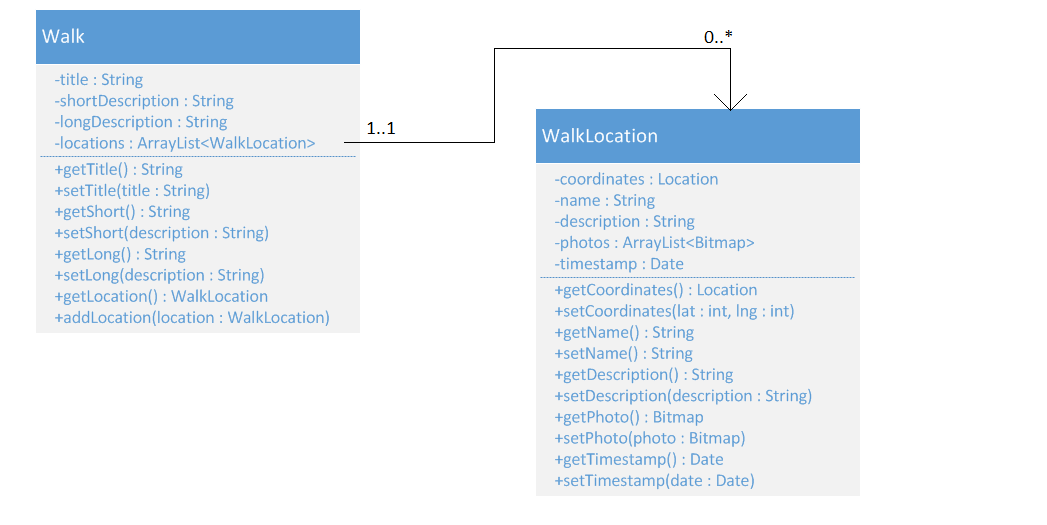 Walk
-title : String
-shortDescription : String
-longDescription : String
-locations : ArrayList<WalkLocation>
+getTitle() : String
+setTitle(title : String)
+getShort() : String
+setShort(description : String)
+getLong() : String
+setLong(description : String)
+getLocation() : WalkLocation
+addLocation(location : WalkLocation)
1..1
0..*
WalkLocation
-coordinates : Location
-name : String
-description : String
-photos : ArrayList<Bitmap>
-timestamp : Date
+getCoordinates() : Location
+setCoordinates(lat : int, lng : int)
+getName() : String
+setName() : String
+getDescription() : String
+setDescription(description : String)
+getPhoto() : Bitmap
+setPhoto(photo : Bitmap)
+getTimestamp() : Date
+setTimestamp(date : Date)